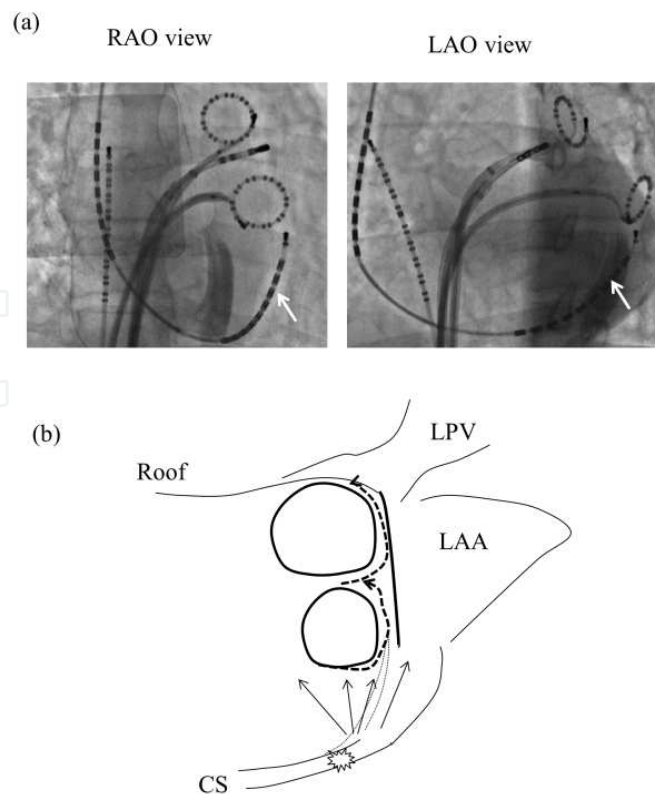 (a)
RAO view
LAO view
(b)
LPV
Roof
LAA
CS